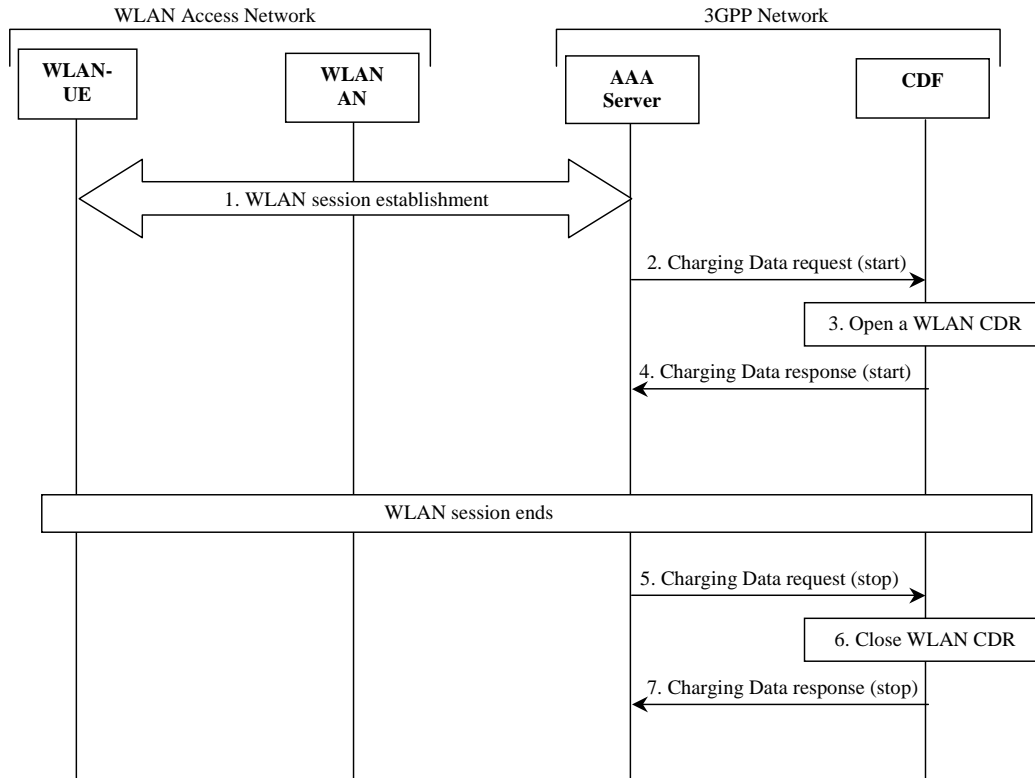 WLAN Access Network
3GPP Network
WLAN-
UE
WLAN
AN
AAA
Server
CDF
1. WLAN session establishment
2. Charging Data request (start)
3. Open a WLAN CDR
4. Charging Data response (start)
WLAN session ends
5. Charging Data request (stop)
6. Close WLAN CDR
7. Charging Data response (stop)